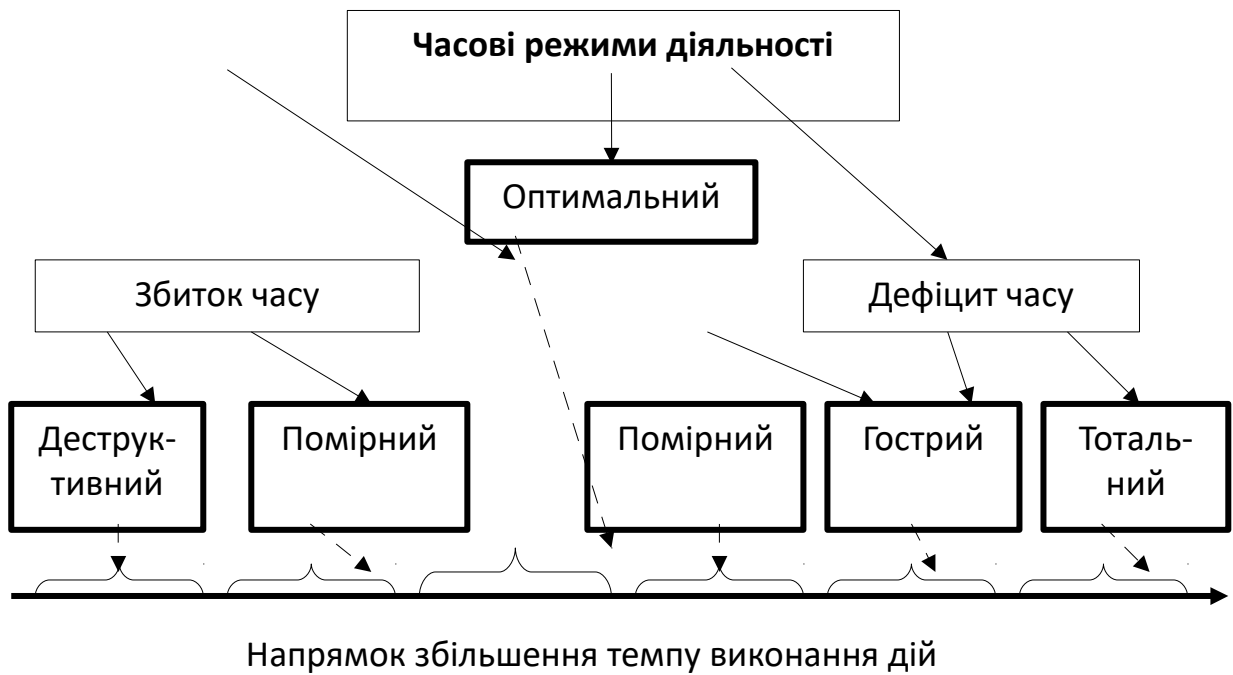 Часові режими діяльності
Оптимальний
Збиток часу
Дефіцит часу
Деструк-
тивний
Помірний
Помірний
Гострий
Тоталь-
ний
Напрямок збільшення темпу виконання дій